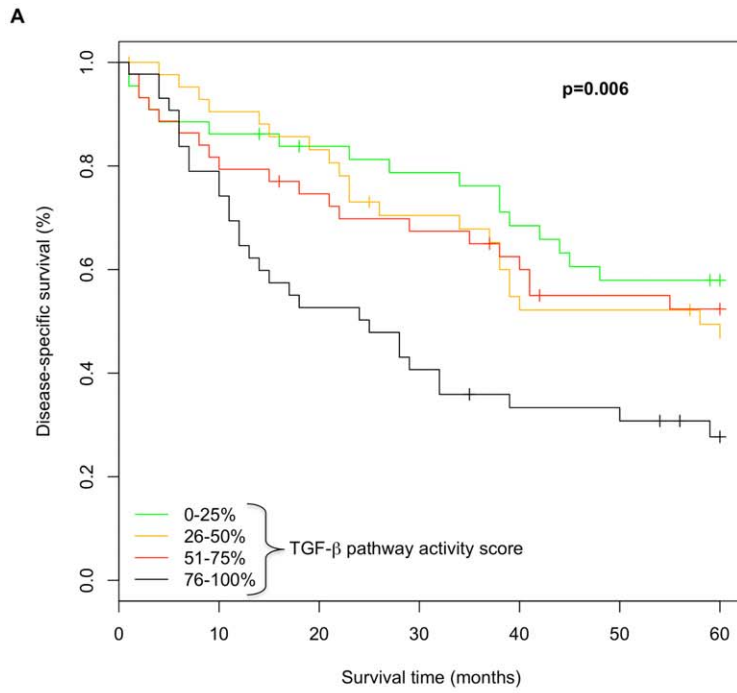 A
p=0.006
Disease-specific survival (%)
1.0
0.8
0.6
0.4
0.2
0.0
0-25%
26-50%
51-75%
76-100%
TGF-β pathway activity score
0 10 20 30 40 50 60
Survival time (months)